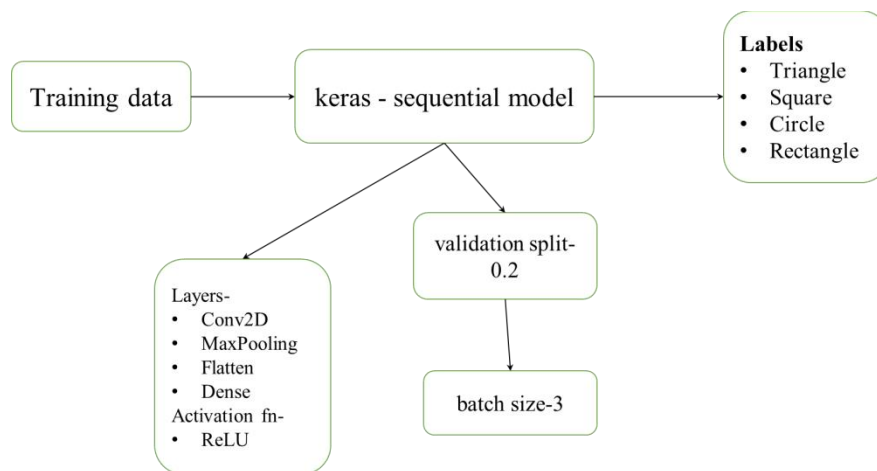 Training data
keras - sequential model
Labels
• Triangle
• Square
• Circle
• Rectangle
validation split-
0.2
Layers-
• Conv2D
• MaxPooling
• Flatten
• Dense
Activation fn-
• ReLU
batch size-3